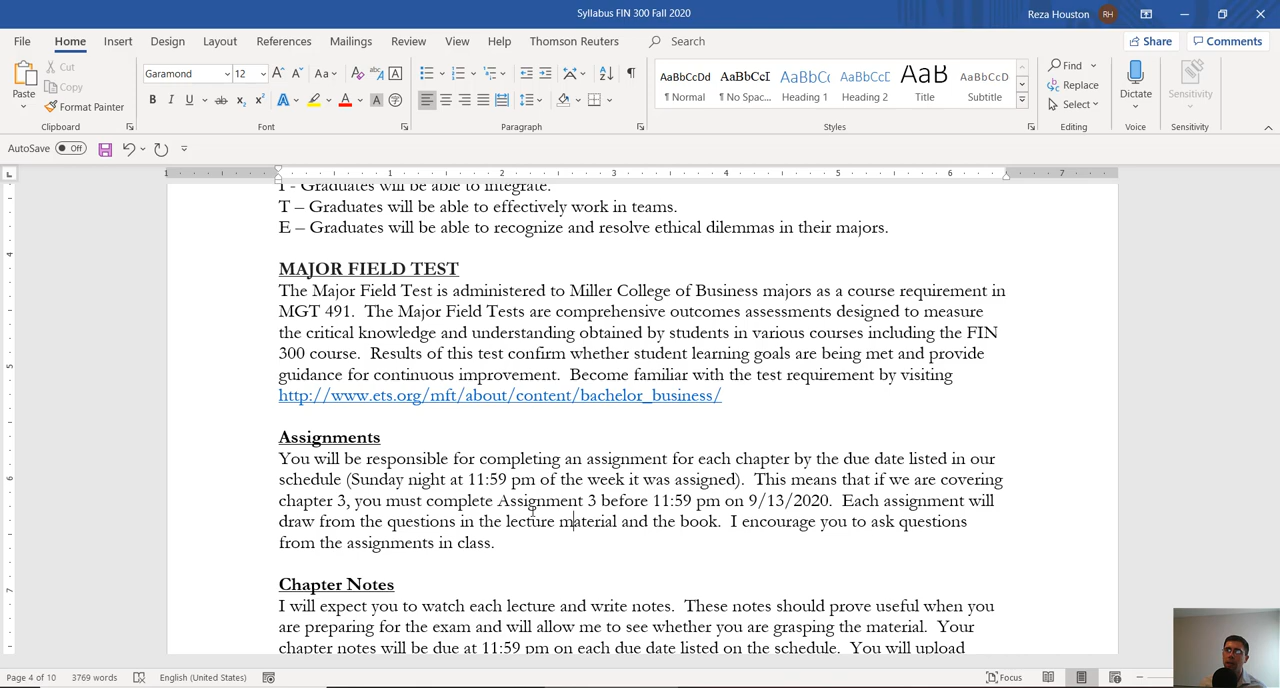 Syllabus FIN 300 Fall 2020
Reza Houston RH
File Home Insert Design Layout References Mailings Review View Help Thomson Reuters Search
Share Comments
Paste Cut Copy Format Painter
Garamond 12
AaBbCcDd AaBbCcI AaBbCc AaBbCcD AaB AaBbCcD
¶ Normal ¶ No Spac... Heading 1 Heading 2 Title Subtitle
Find Replace Select
Dictate Sensitivity
Clipboard Font Paragraph Styles Editing Voice Sensitivity
AutoSave Off
1 1 2 3 4 5 6 7
I - Graduates will be able to integrate.
T – Graduates will be able to effectively work in teams.
E – Graduates will be able to recognize and resolve ethical dilemmas in their majors.
MAJOR FIELD TEST
The Major Field Test is administered to Miller College of Business majors as a course requirement in
MGT 491. The Major Field Tests are comprehensive outcomes assessments designed to measure
the critical knowledge and understanding obtained by students in various courses including the FIN
300 course. Results of this test confirm whether student learning goals are being met and provide
guidance for continuous improvement. Become familiar with the test requirement by visiting
http://www.ets.org/mft/about/content/bachelor_business/
Assignments
You will be responsible for completing an assignment for each chapter by the due date listed in our
schedule (Sunday night at 11:59 pm of the week it was assigned). This means that if we are covering
chapter 3, you must complete Assignment 3 before 11:59 pm on 9/13/2020. Each assignment will
draw from the questions in the lecture material and the book. I encourage you to ask questions
from the assignments in class.
Chapter Notes
I will expect you to watch each lecture and write notes. These notes should prove useful when you
are preparing for the exam and will allow me to see whether you are grasping the material. Your
chapter notes will be due at 11:59 pm on each due date listed on the schedule. You will upload
Page 4 of 10 3769 words English (United States) Focus